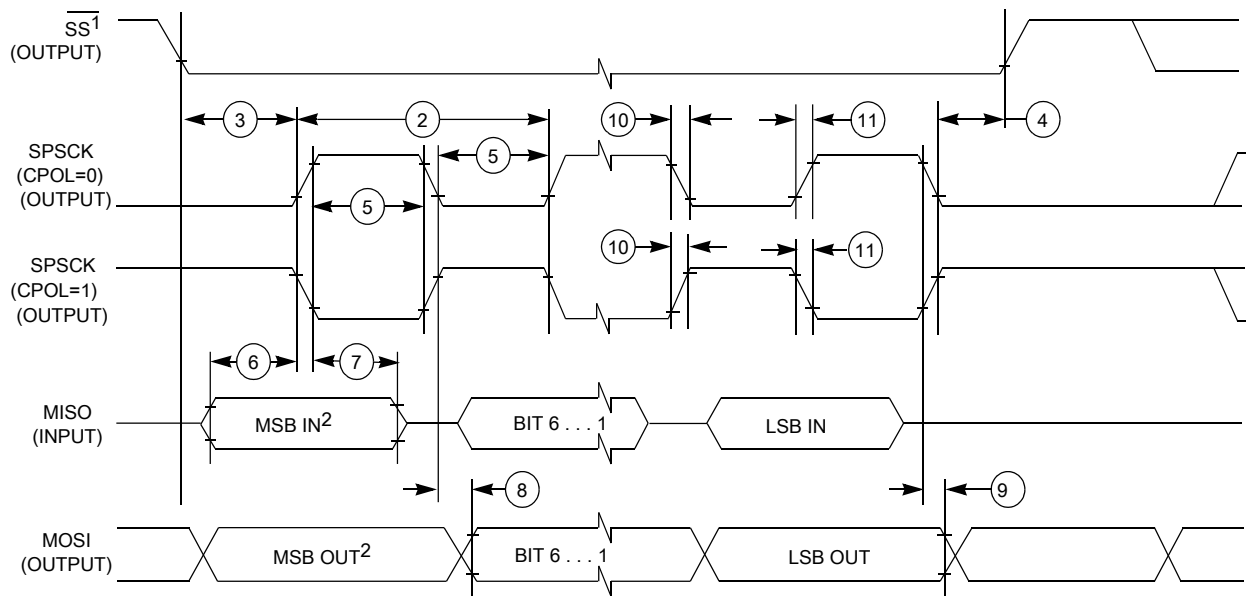 SS1
(OUTPUT)
3
2
10
11
4
SPSCK
(CPOL=0)
(OUTPUT)
5
5
SPSCK
(CPOL=1)
(OUTPUT)
10
11
6
7
MISO
(INPUT)
MSB IN2
BIT 6 . . . 1
LSB IN
8
9
MOSI
(OUTPUT)
MSB OUT2
BIT 6 . . . 1
LSB OUT